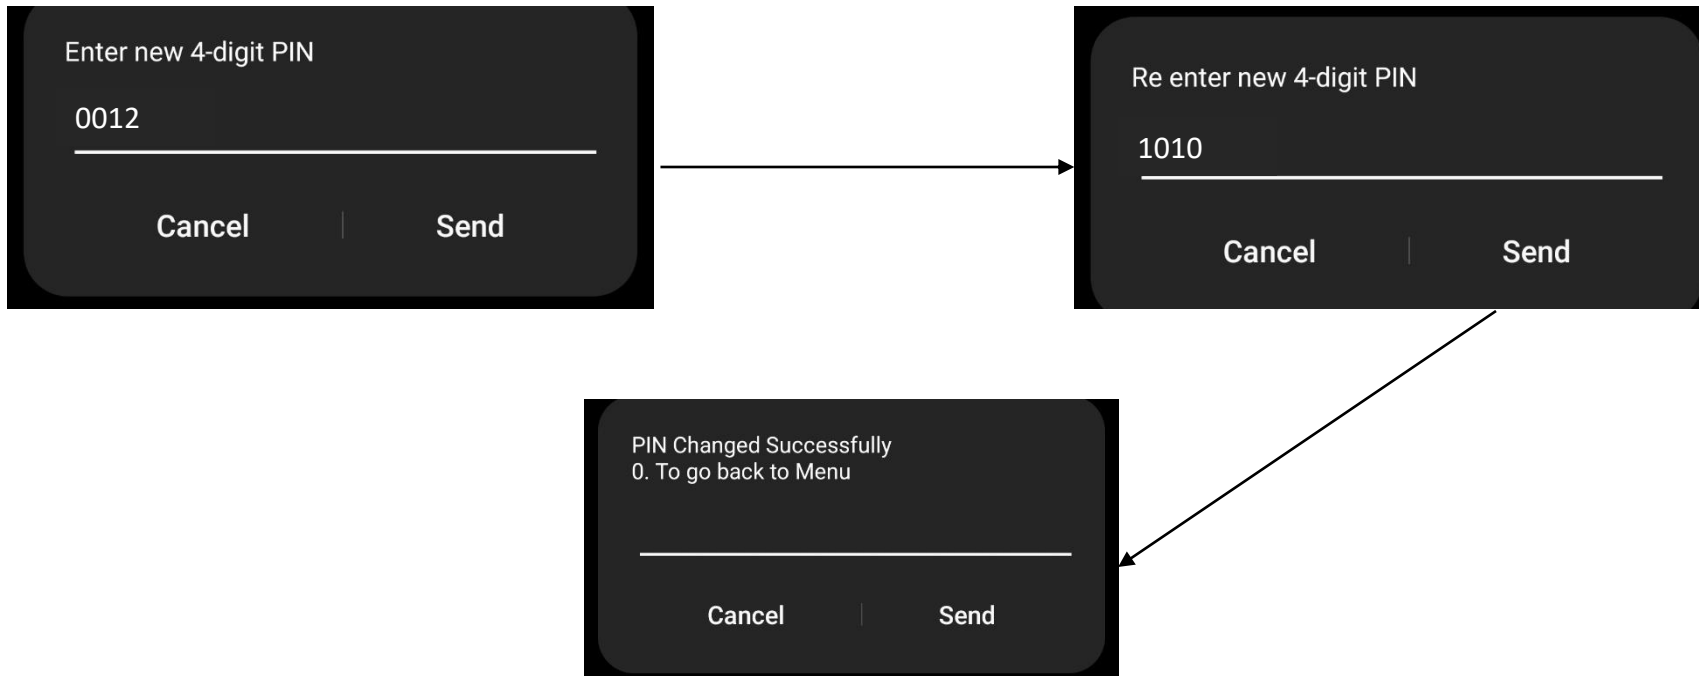 Enter new 4-digit PIN
0012
Cancel
Send
Re enter new 4-digit PIN
1010
Cancel
Send
PIN Changed Successfully
0. To go back to Menu
Cancel
Send